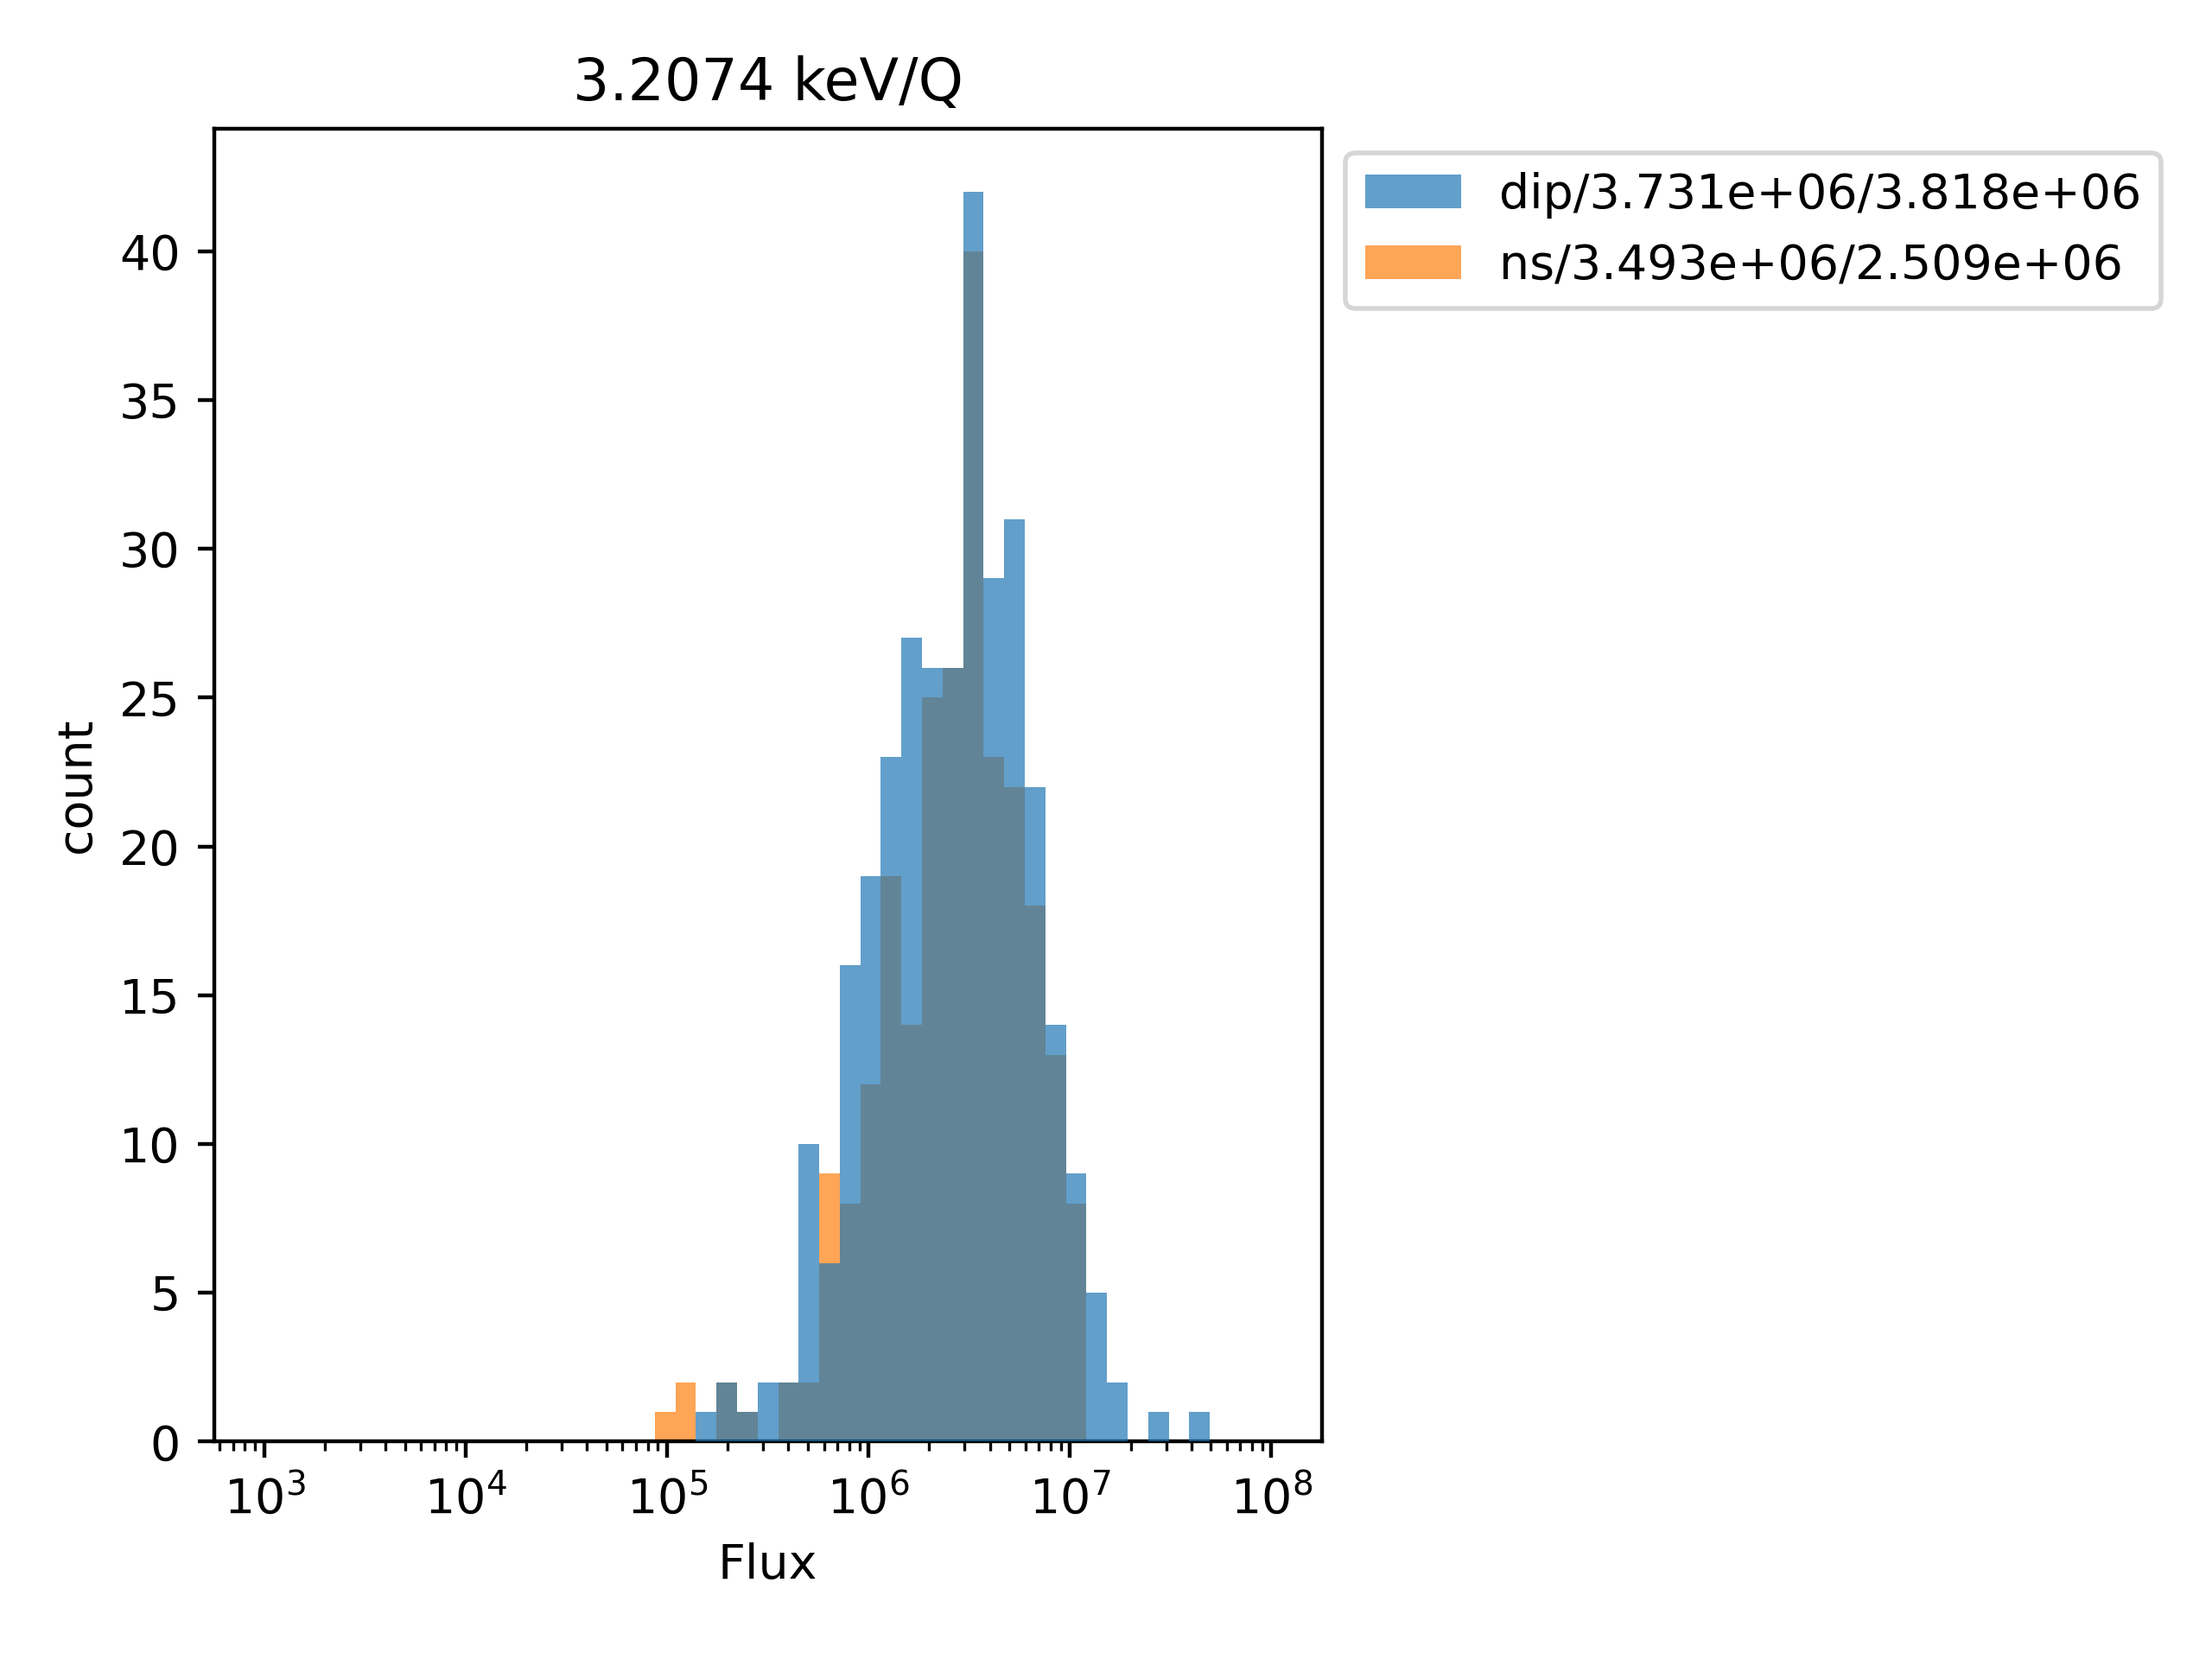 3.2074 keV/Q
dip/3.731e+06/3.818e+06
ns/3.493e+06/2.509e+06
40
35
30
25
20
15
10
5
0
count
10³ 10⁴ 10⁵ 10⁶ 10⁷ 10⁸
Flux